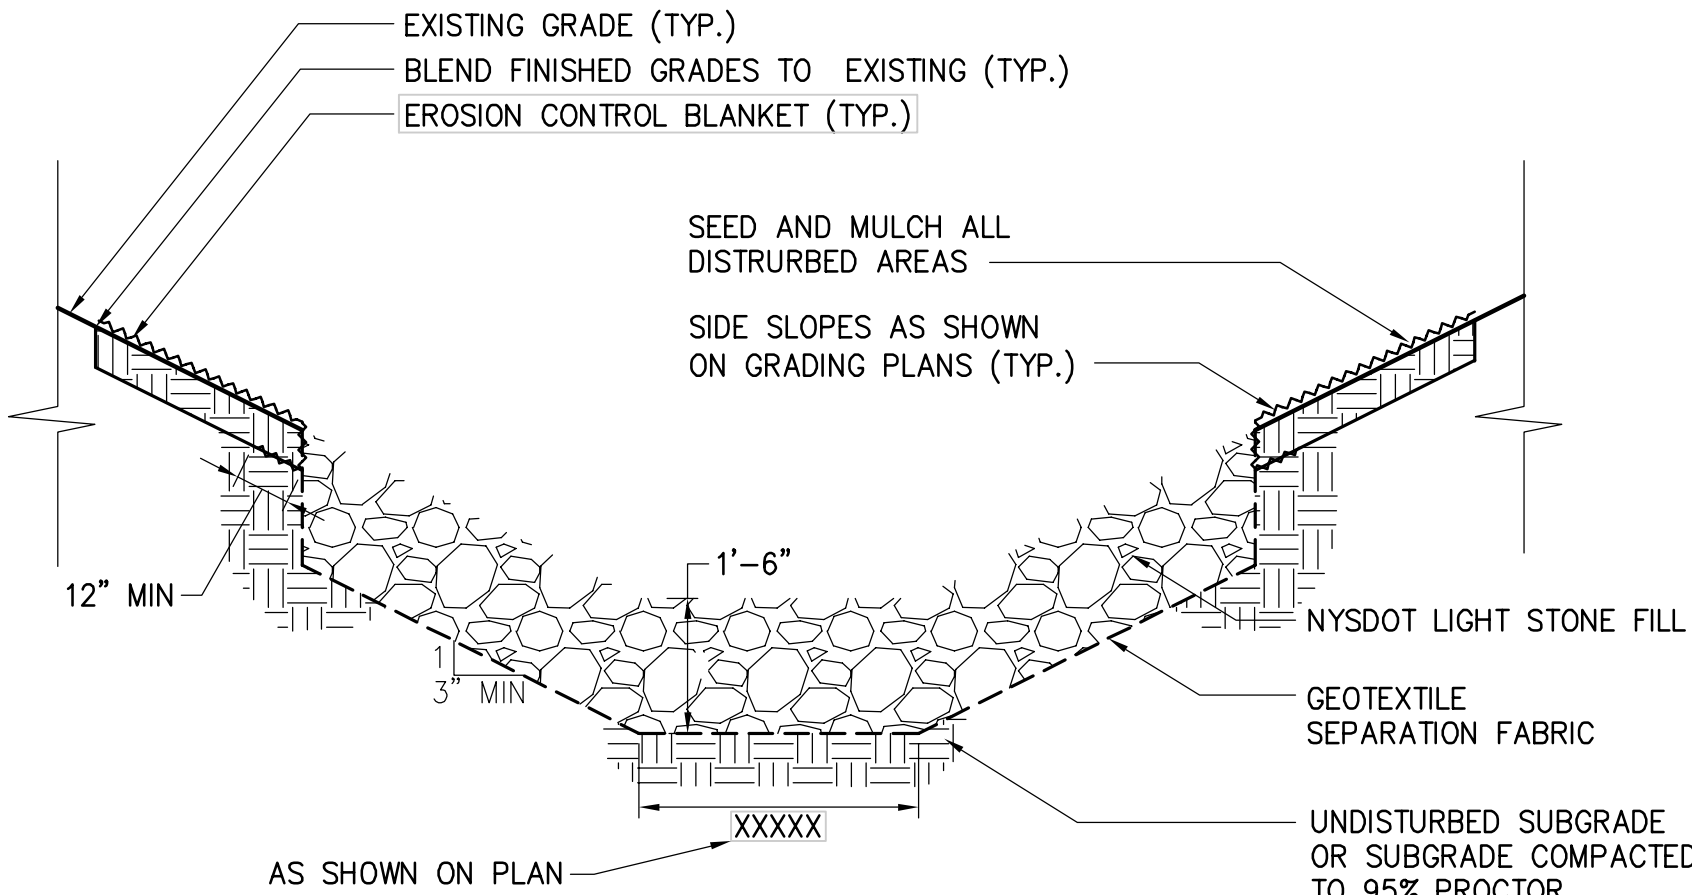 EXISTING GRADE (TYP.)
BLEND FINISHED GRADES TO EXISTING (TYP.)
EROSION CONTROL BLANKET (TYP.)
SEED AND MULCH ALL
DISTRURBED AREAS
SIDE SLOPES AS SHOWN
ON GRADING PLANS (TYP.)
1'-6"
12" MIN
NYSDOT LIGHT STONE FILL
1
3" MIN
GEOTEXTILE
SEPARATION FABRIC
XXXXX
UNDISTURBED SUBGRADE
OR SUBGRADE COMPACTED
TO 95% PROCTOR
AS SHOWN ON PLAN